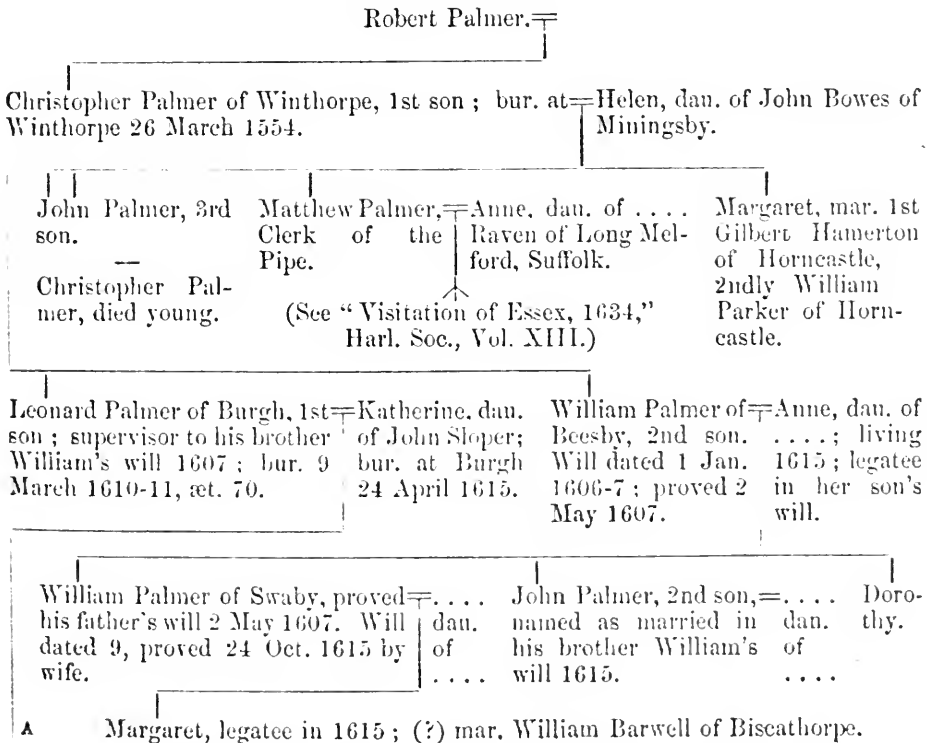 Robert Palmer.
Christopher Palmer of Winthorpe, 1st son ; bur. at
Winthorpe 26 March 1554.
Helen, dau. of John Bowes of
Miningsby.
John Palmer, 3rd
son.
—
Christopher Pal-
mer, died young.
Matthew Palmer,
Clerk of the
Pipe.
Anne, dau. of . . . .
Raven of Long Mel-
ford, Suffolk.
(See “ Visitation of Essex, 1634,”
Harl. Soc., Vol. XIII.)
Margaret, mar. 1st
Gilbert Hamerton
of Horncastle,
2ndly William
Parker of Horn-
castle.
Leonard Palmer of Burgh, 1st
son ; supervisor to his brother
William's will 1607 ; bur. 9
March 1610-11, æt. 70.
Katherine, dau.
of John Sloper;
bur. at Burgh
24 April 1615.
William Palmer of
Beesby, 2nd son.
Will dated 1 Jan.
1606-7 ; proved 2
May 1607.
Anne, dau. of
. . . . ; living
1615 ; legatee
in her son's
will.
William Palmer of Swaby, proved
his father's will 2 May 1607. Will
dated 9, proved 24 Oct. 1615 by
wife.
. . . .
dau.
of
. . . .
John Palmer, 2nd son,
named as married in
his brother William's
will 1615.
. . . .
dau.
of
. . . .
Doro-
thy.
A
Margaret, legatee in 1615 ; (?) mar. William Barwell of Biscathorpe.